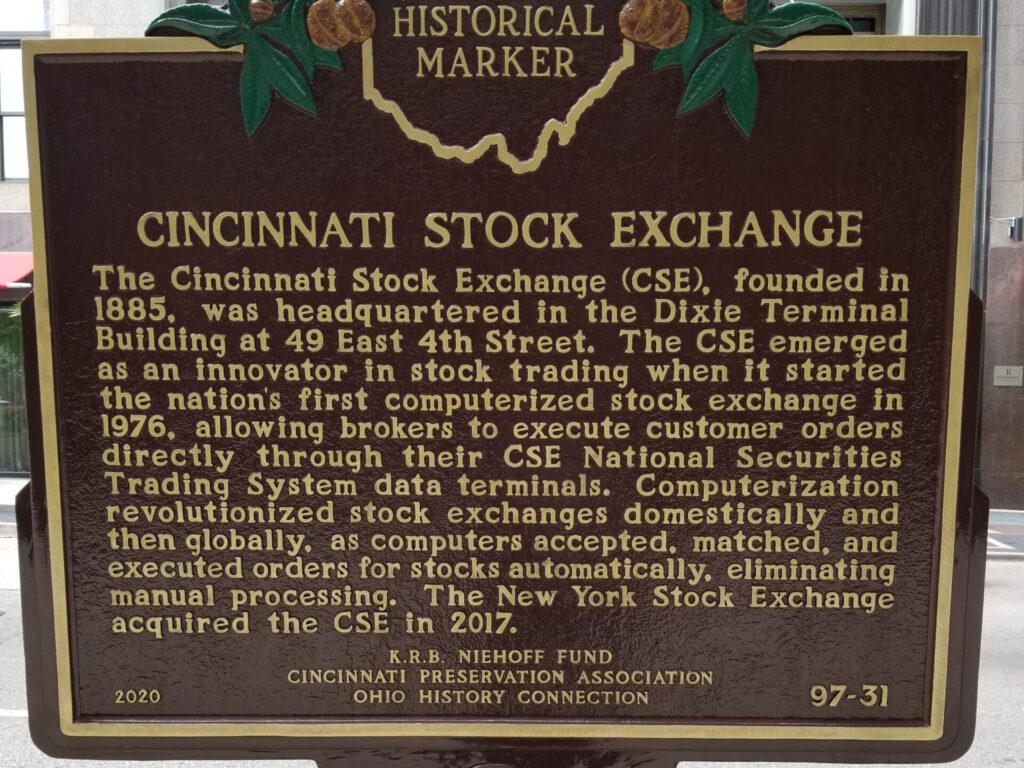 HISTORICAL
MARKER
CINCINNATI STOCK EXCHANGE
The Cincinnati Stock Exchange (CSE), founded in
1885, was headquartered in the Dixie Terminal
Building at 49 East 4th Street. The CSE emerged
as an innovator in stock trading when it started
the nation's first computerized stock exchange in
1976, allowing brokers to execute customer orders
directly through their CSE National Securities
Trading System data terminals. Computerization
revolutionized stock exchanges domestically and
then globally, as computers accepted, matched, and
executed orders for stocks automatically, eliminating
manual processing. The New York Stock Exchange
acquired the CSE in 2017.
K.R.B. NIEHOFF FUND
CINCINNATI PRESERVATION ASSOCIATION
2020 OHIO HISTORY CONNECTION 97-31